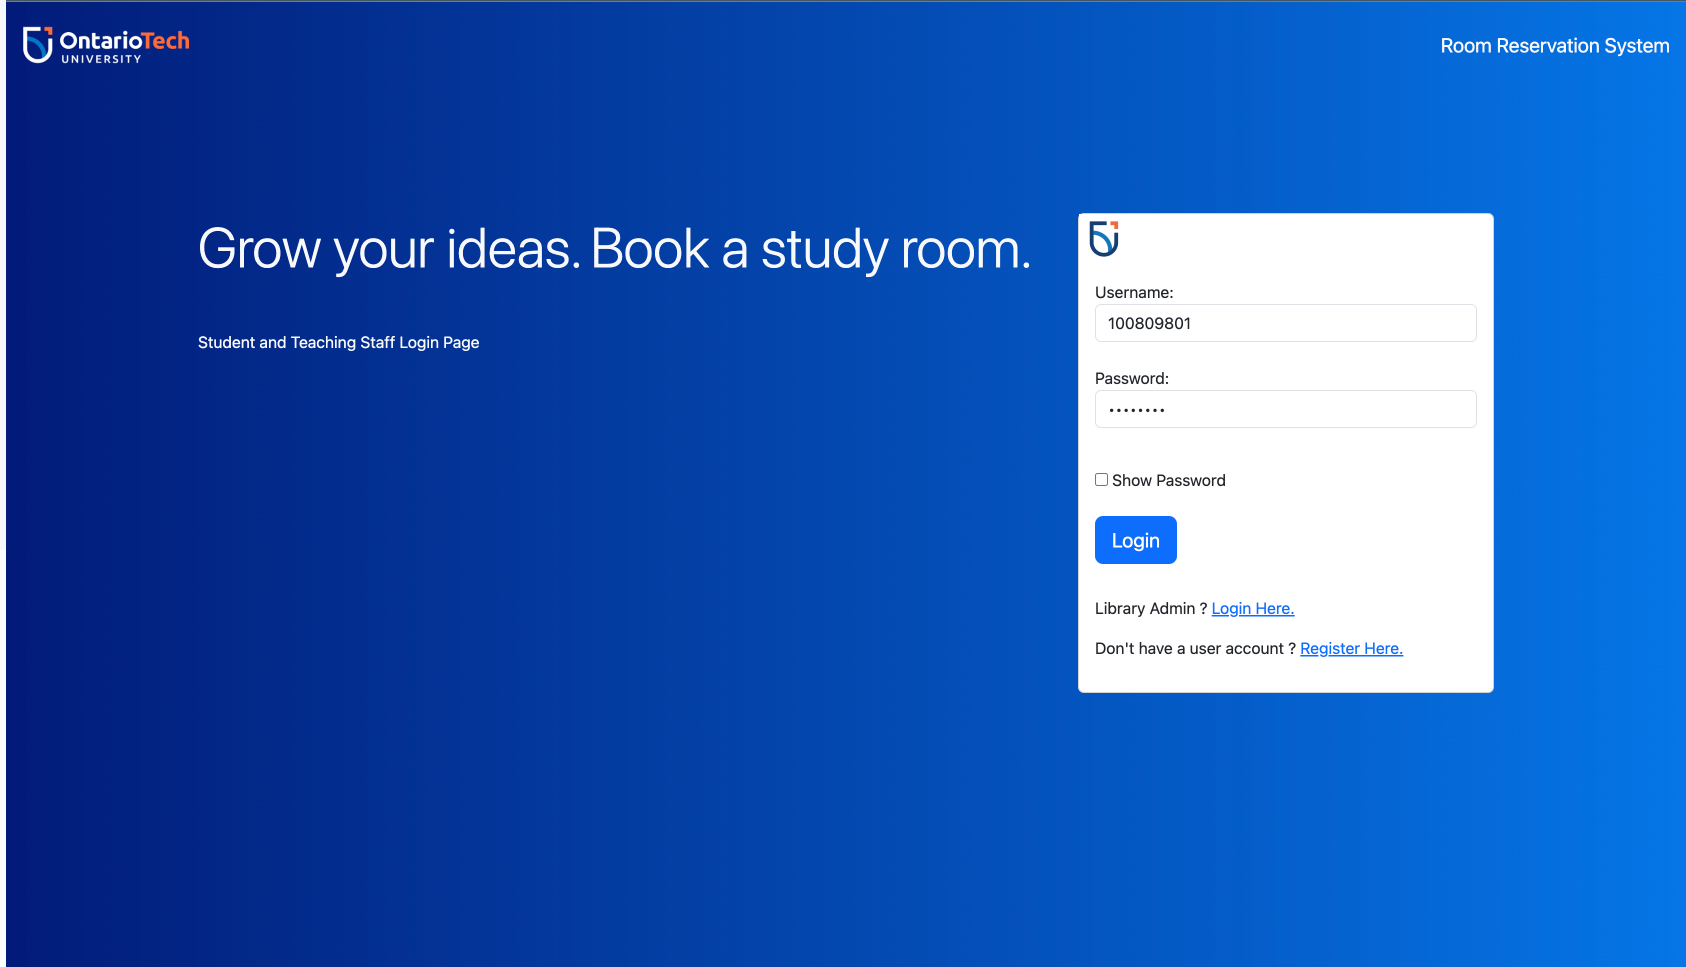 OntarioTech
UNIVERSITY
Room Reservation System
Grow your ideas. Book a study room.
Student and Teaching Staff Login Page
Username:
100809801
Password:
••••••••
Show Password
Login
Library Admin ? Login Here.
Don't have a user account ? Register Here.